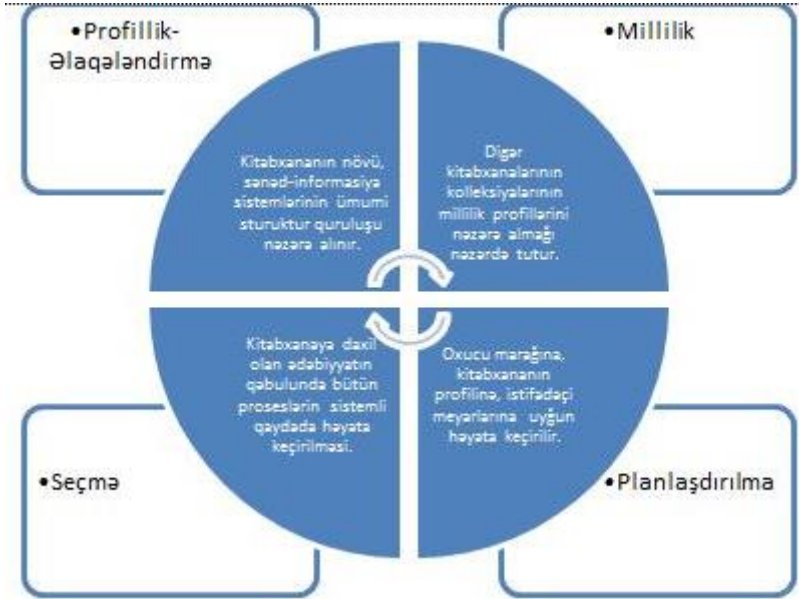 •Profillik-
Əlaqələndirmə
•Millilik
Kitabxananın növü,
sənəd-informasiya
sistemlərinin ümumi
sturuktur quruluşu
nəzərə alınır.
Digər
kitabxanalarının
kolleksiyalarının
millilik profillərini
nəzərə almağı
nəzərdə tutur.
Kitabxanaya daxil
olan ədəbiyyatın
qəbulunda bütün
proseslərin sistemli
qaydada həyata
keçirilməsi.
Oxucu marağına,
kitabxananın
profilinə, istifadəçi
meyarlarına uyğun
həyata keçirilir.
•Seçmə
•Planlaşdırılma